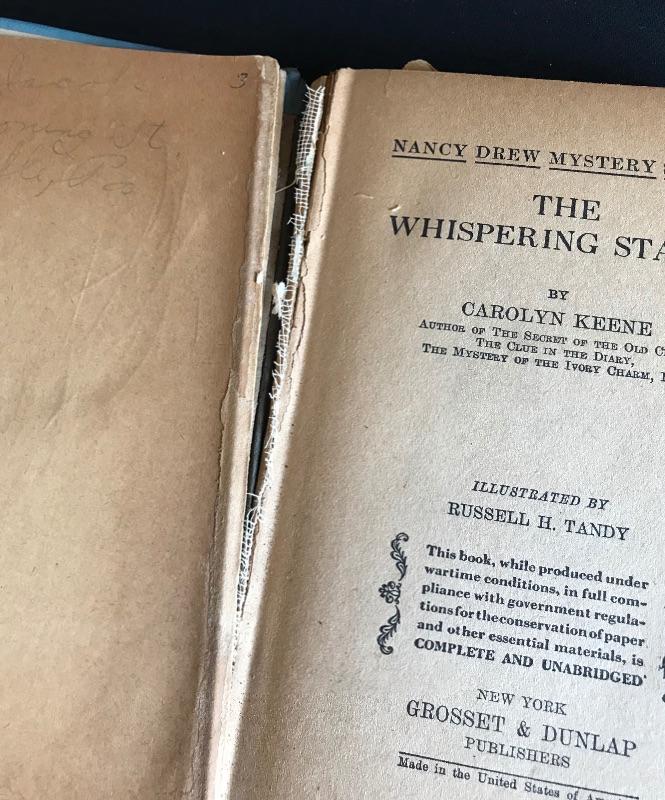 3
NANCY DREW MYSTERY
THE
WHISPERING STA
BY
CAROLYN KEENE
AUTHOR OF THE SECRET OF THE OLD C
THE CLUE IN THE DIARY,
THE MYSTERY OF THE IVORY CHARM,
ILLUSTRATED BY
RUSSELL H. TANDY
This book, while produced under
wartime conditions, in full com-
pliance with government regula-
tions for the conservation of paper
and other essential materials, is
COMPLETE AND UNABRIDGED
NEW YORK
GROSSET & DUNLAP
PUBLISHERS
Made in the United States of Am